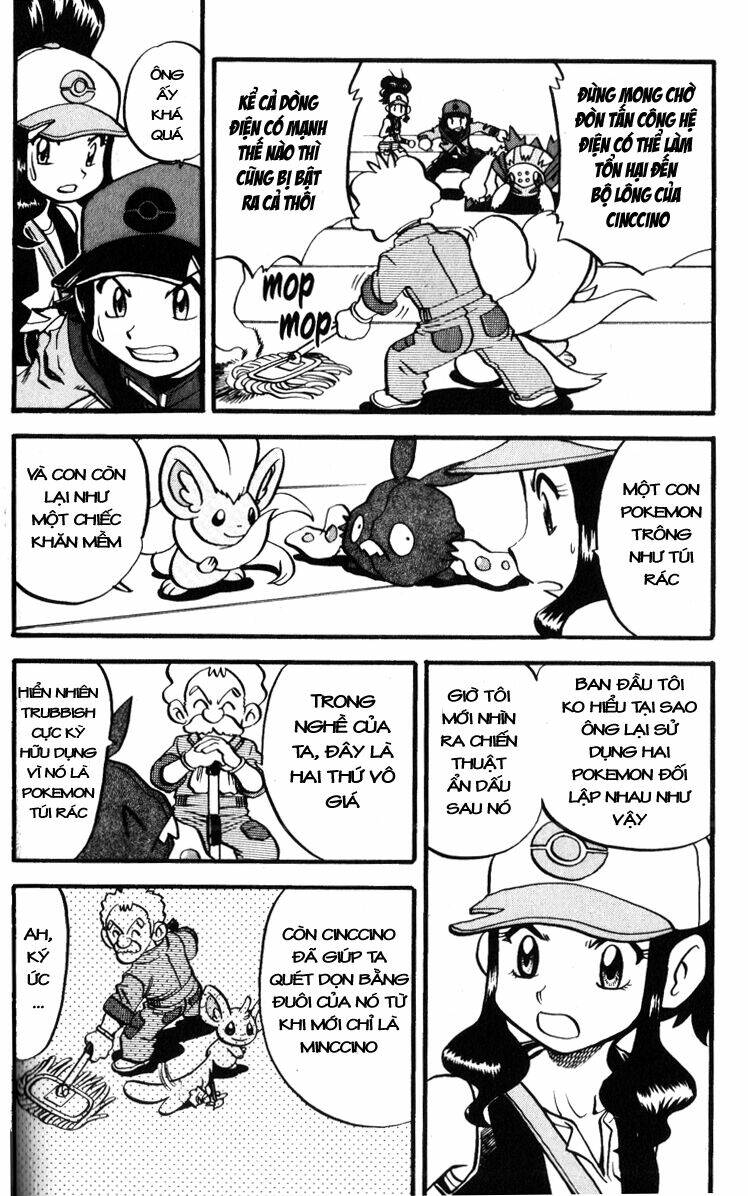 ĐỪNG MONG CHỜ
ĐÒN TẤN CÔNG HỆ
ĐIỆN CÓ THỂ LÀM
TỔN HẠI ĐẾN
BỘ LÔNG CỦA
CINCCINO
KỂ CẢ DÒNG
ĐIỆN CÓ MẠNH
THẾ NÀO THÌ
CŨNG BỊ BẬT
RA CẢ THÔI
MOP
MOP
ÔNG
ẤY
KHÁ
QUÁ
MỘT CON
POKEMON
TRÔNG
NHƯ TÚI
RÁC
VÀ CON CÒN
LẠI NHƯ
MỘT CHIẾC
KHĂN MỀM
BAN ĐẦU TÔI
KO HIỂU TẠI SAO
ÔNG LẠI SỬ
DỤNG HAI
POKEMON ĐỐI
LẬP NHAU NHƯ
VẬY
GIỜ TÔI
MỚI NHÌN
RA CHIẾN
THUẬT
ẨN DẤU
SAU NÓ
TRONG
NGHỀ CỦA
TA, ĐÂY LÀ
HAI THỨ VÔ
GIÁ
HIỂN NHIÊN
TRUBBISH
CỰC KỲ
HỮU DỤNG
VÌ NÓ LÀ
POKEMON
TÚI RÁC
CÒN CINCCINO
ĐÃ GIÚP TA
QUÉT DỌN BẰNG
ĐUÔI CỦA NÓ TỪ
KHI MỚI CHỈ LÀ
MINCCINO
AH,
KÝ
ỨC
...